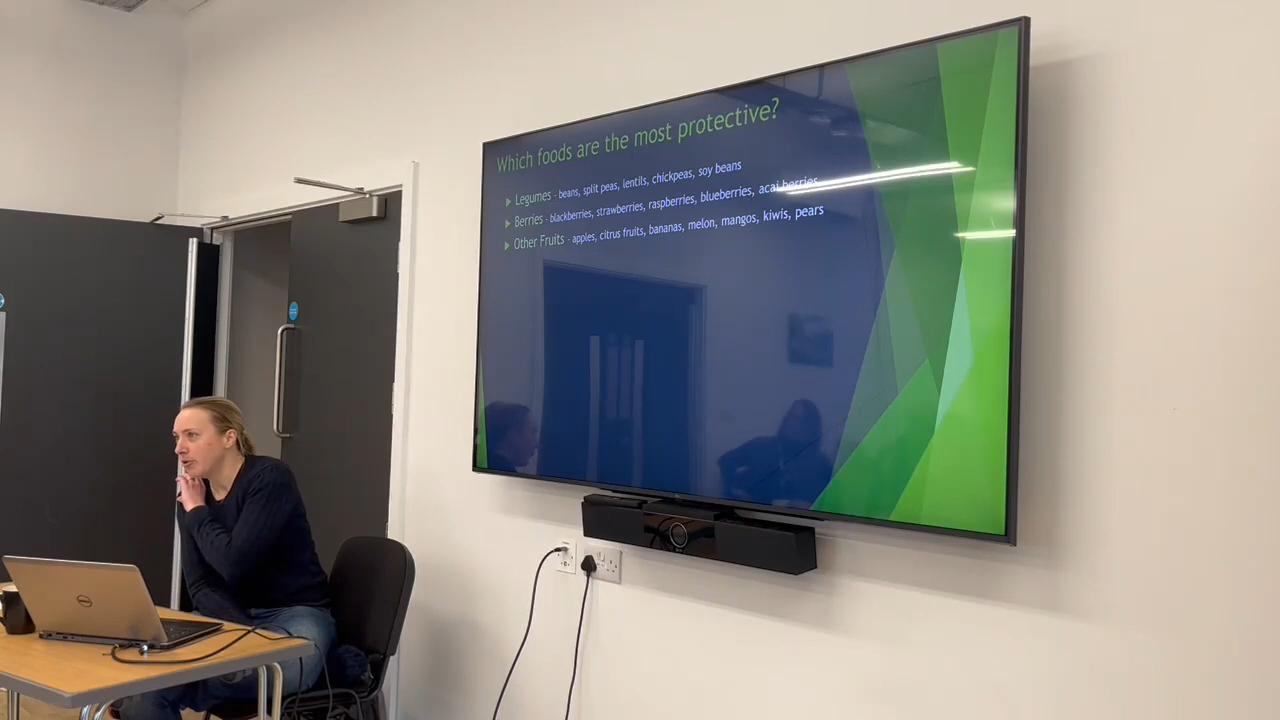 Which foods are the most protective?
Legumes - beans, split peas, lentils, chickpeas, soy beans
Berries - blackberries, strawberries, raspberries, blueberries, acai berries
Other Fruits - apples, citrus fruits, bananas, melon, mangos, kiwis, pears
DELL